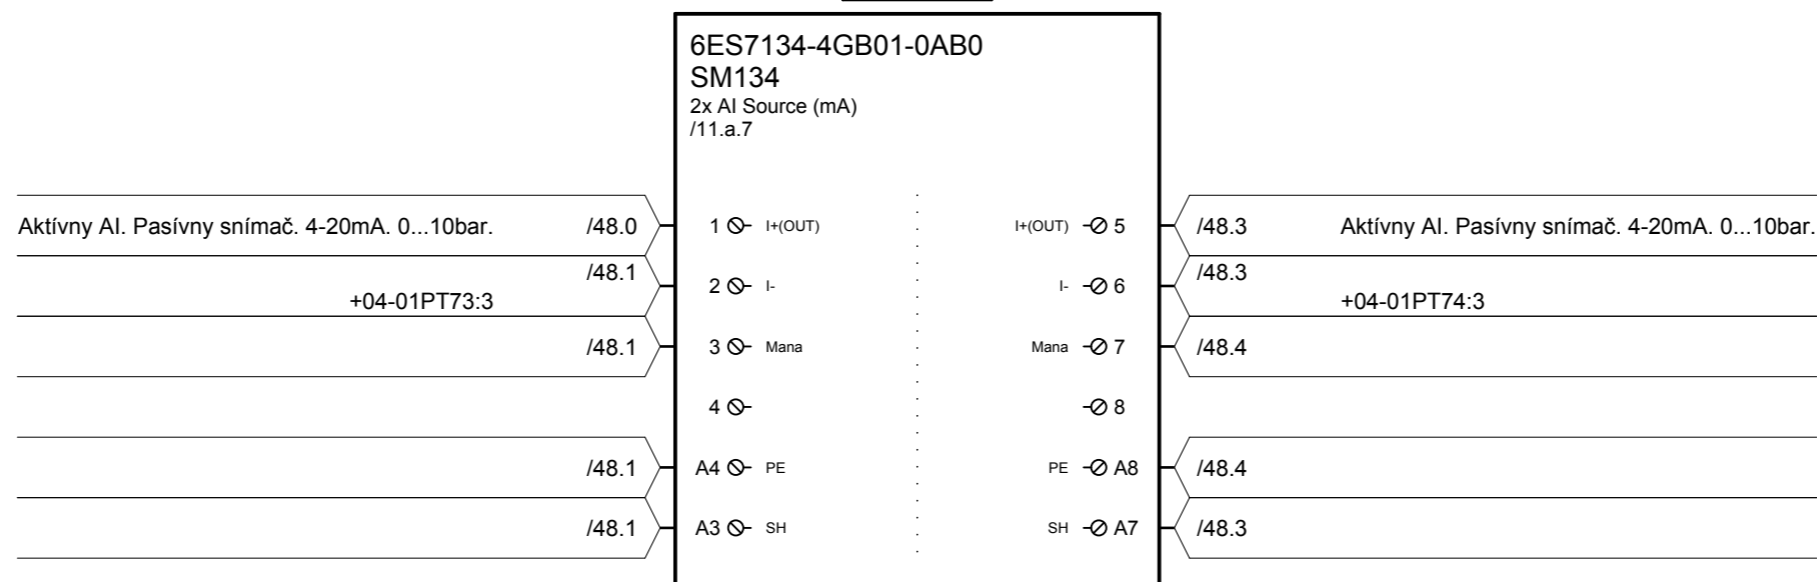 6ES7134-4GB01-0AB0
SM134
2x AI Source (mA)
/11.a.7
Aktívny AI. Pasívny snímač. 4-20mA. 0...10bar. /48.0 1 I+(OUT) I+(OUT) 5 /48.3 Aktívny AI. Pasívny snímač. 4-20mA. 0...10bar.
/48.1 2 I- I- 6 /48.3
+04-01PT73:3 +04-01PT74:3
/48.1 3 Mana Mana 7 /48.4
4 8
/48.1 A4 PE PE A8 /48.4
/48.1 A3 SH SH A7 /48.3